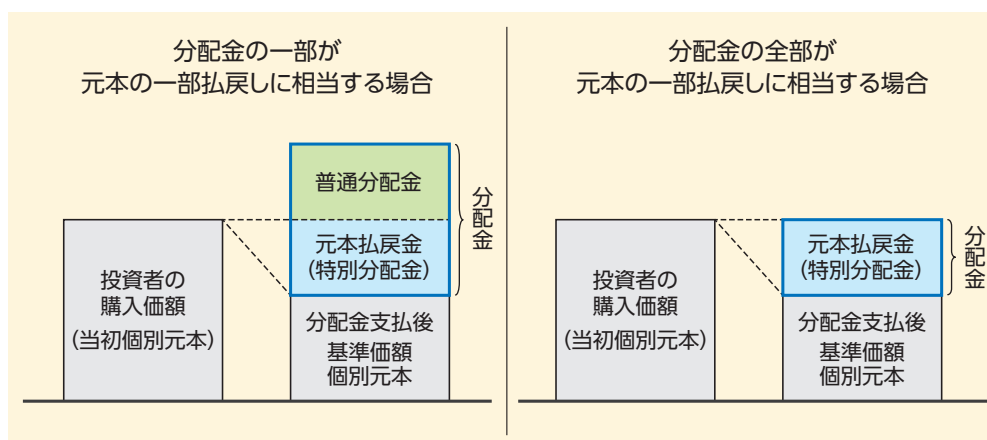 分配金の一部が
元本の一部払戻しに相当する場合
普通分配金
元本払戻金
(特別分配金)
分配金
投資者の
購入価額
(当初個別元本)
分配金支払後
基準価額
個別元本
分配金の全部が
元本の一部払戻しに相当する場合
元本払戻金
(特別分配金)
分配金
投資者の
購入価額
(当初個別元本)
分配金支払後
基準価額
個別元本